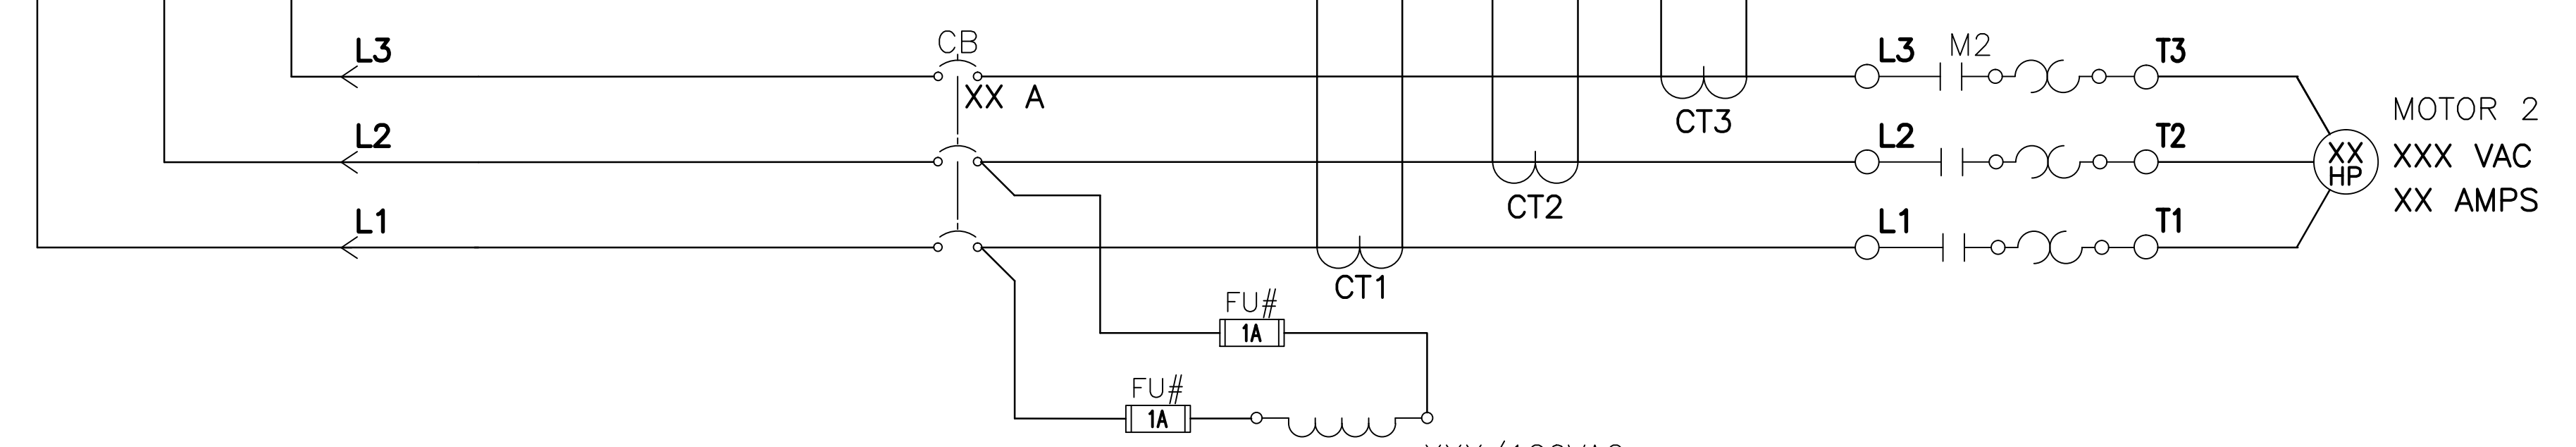 L3
CB
L3
M2
T3
XX A
MOTOR 2
CT3
L2
L2
T2
XX
HP
XXX VAC
XX AMPS
CT2
L1
L1
T1
CT1
FU#
1A
FU#
1A